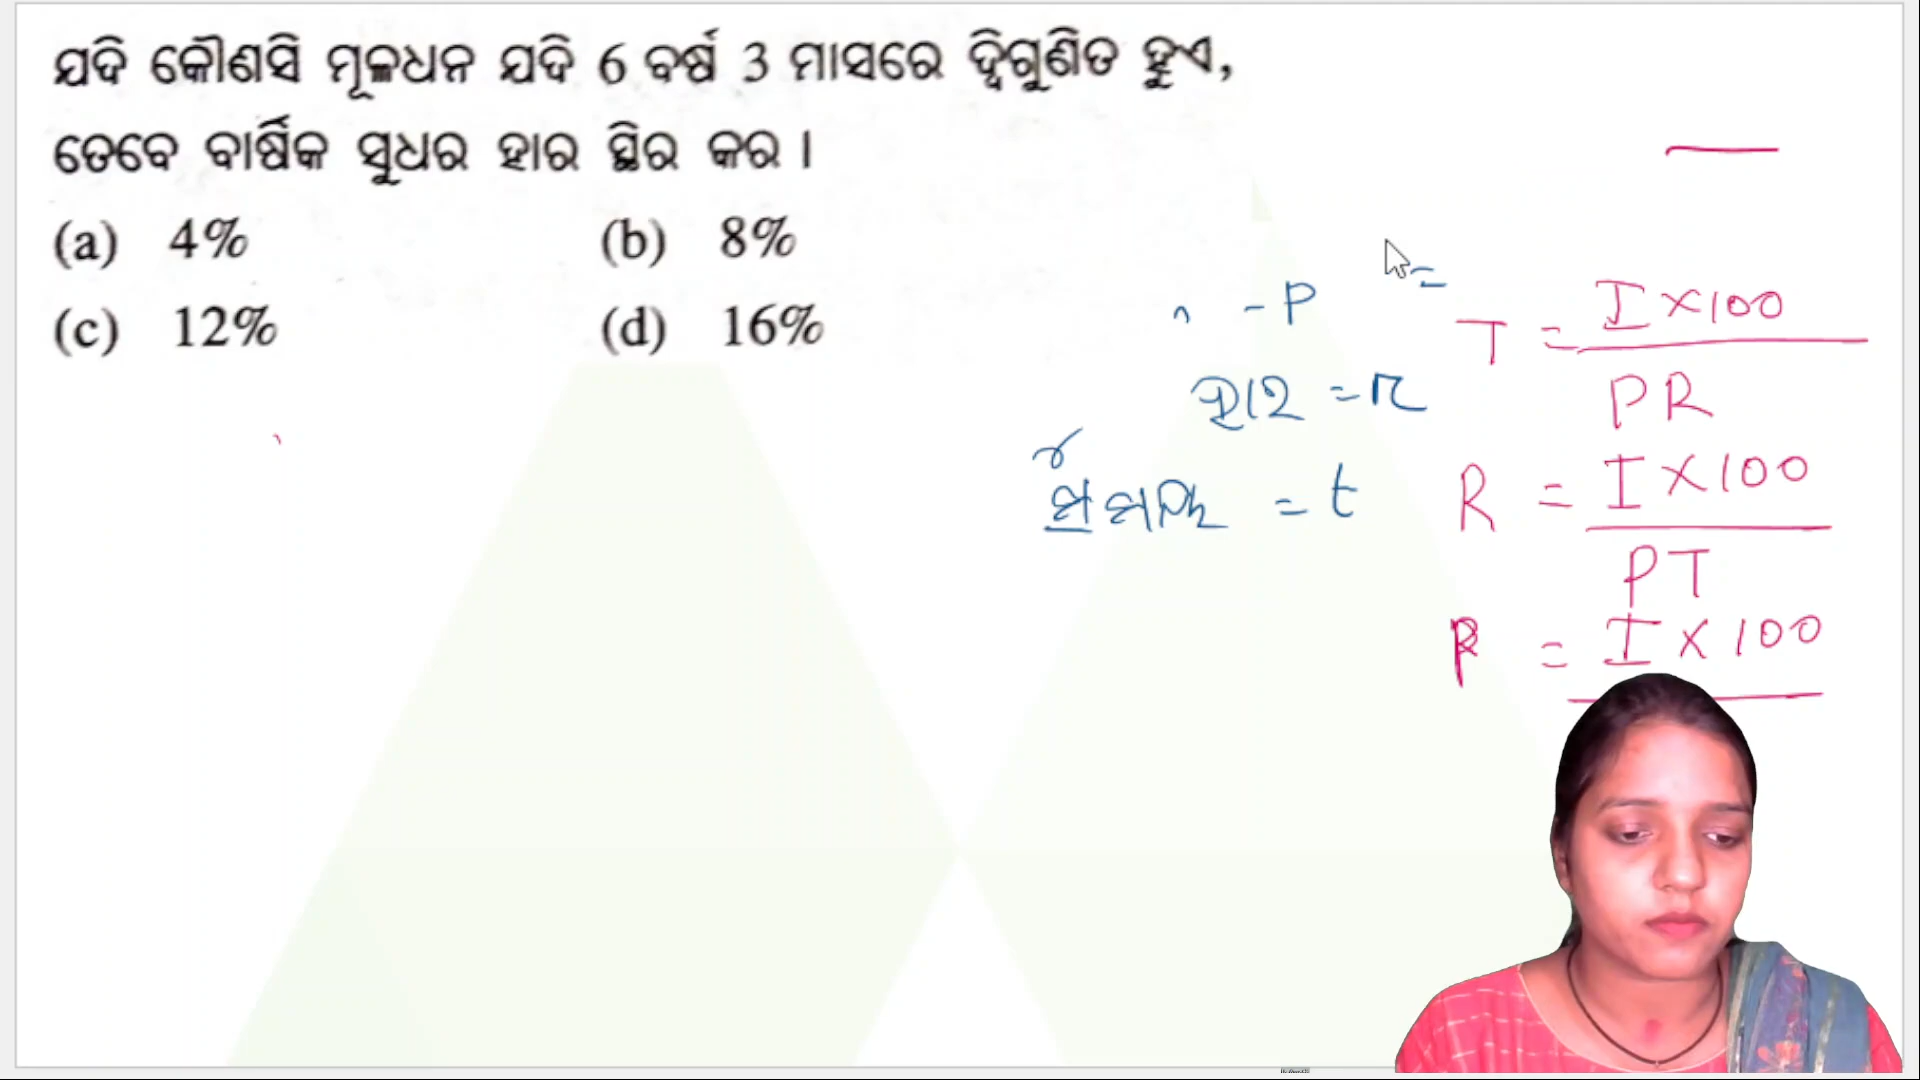 ଯଦି କୌଣସି ମୂଳଧନ ଯଦି 6 ବର୍ଷ 3 ମାସରେ ଦ୍ୱିଗୁଣିତ ହୁଏ,
ତେବେ ବାର୍ଷିକ ସୁଧର ହାର ସ୍ଥିର କର ।
(a) 4% (b) 8%
(c) 12% (d) 16%
- P =
ହାର = r
= t
T = I × 100
PR
R = I × 100
PT
P = I × 100